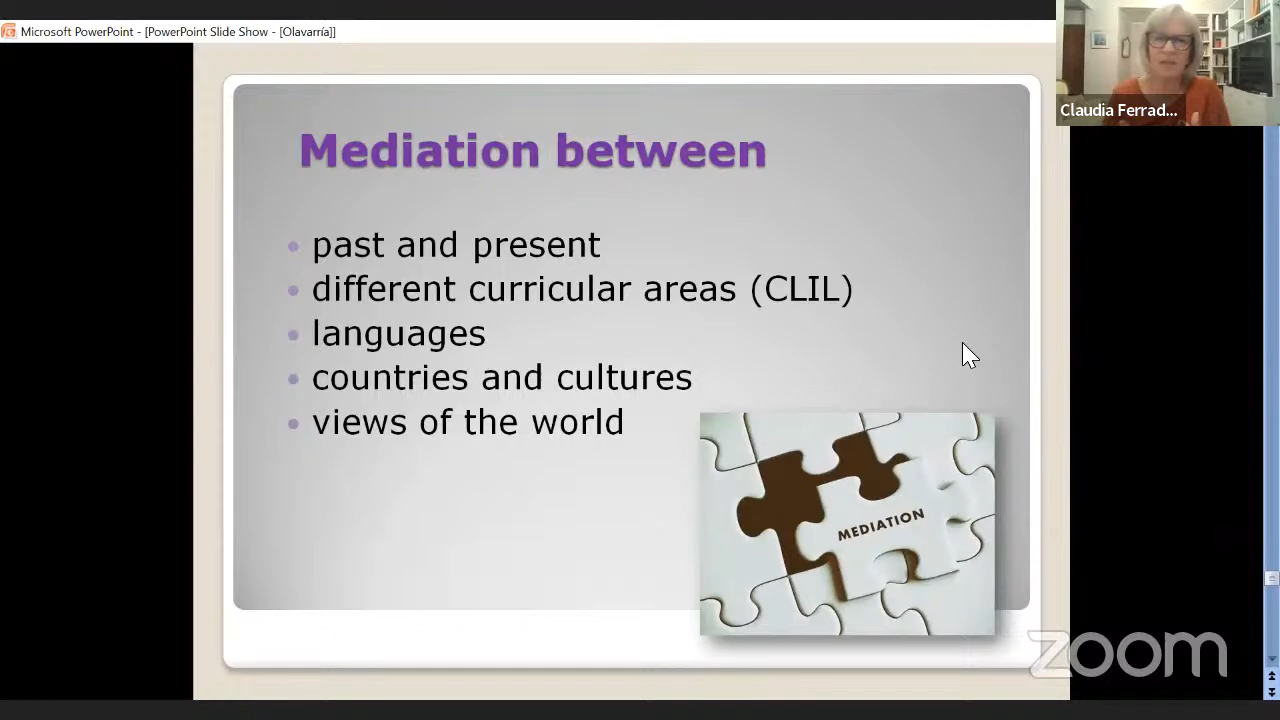 Microsoft PowerPoint - [PowerPoint Slide Show - [Olavarría]]
Claudia Ferrad...
Mediation between
past and present
different curricular areas (CLIL)
languages
countries and cultures
views of the world
MEDIATION
zoom